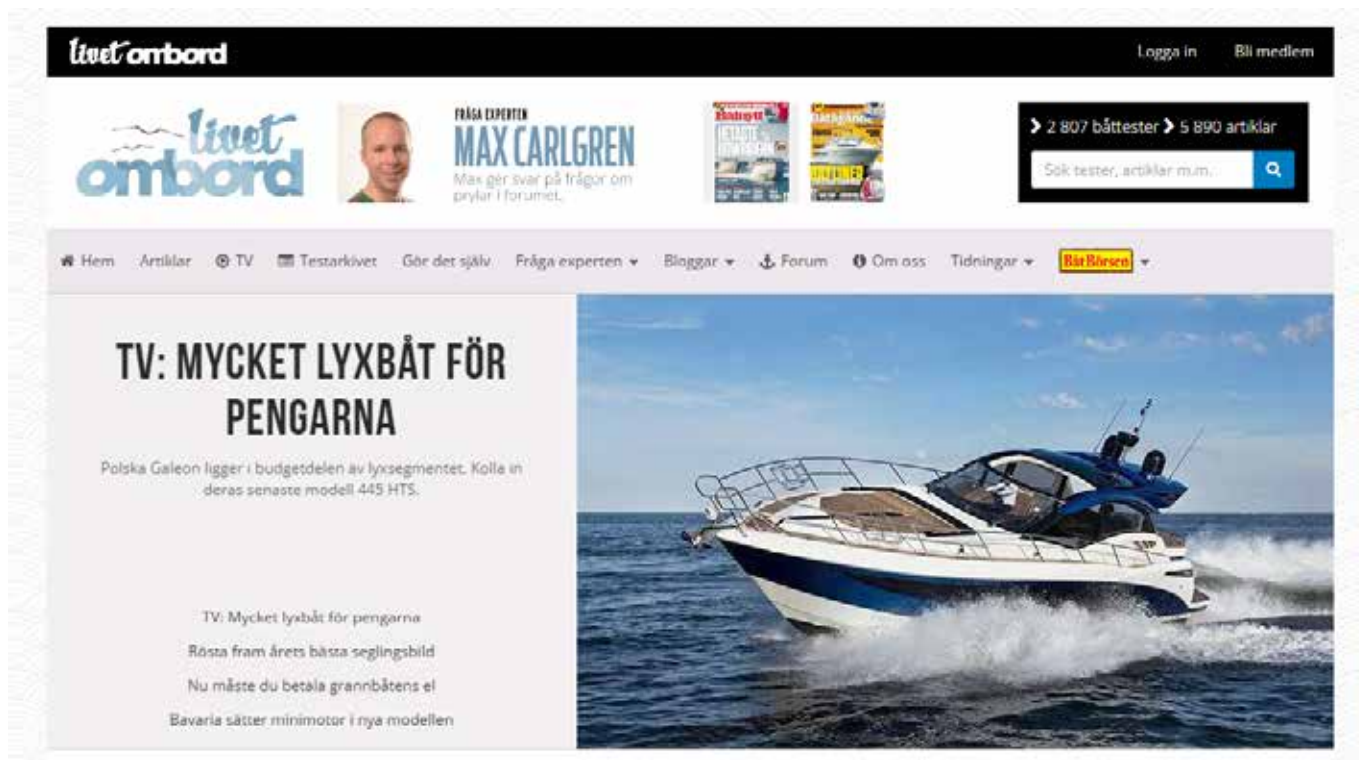 livet ombord
Logga in Bli medlem
livet
ombord
FRÅGA EXPERTEN
MAX CARLGREN
Max ger svar på frågor om
prylar i forumet.
Båtnytt
2 807 båttester 5 890 artiklar
Sök tester, artiklar m.m.
Hem Artiklar TV Testarkivet Gör det själv Fråga experten Bloggar Forum Om oss Tidningar BåtBörsen
TV: MYCKET LYXBÅT FÖR
PENGARNA
Polska Galeon ligger i budgetdelen av lyxsegmentet. Kolla in
deras senaste modell 445 HTS.
TV: Mycket lyxbåt för pengarna
Rösta fram årets bästa seglingsbild
Nu måste du betala grannbåtens el
Bavaria sätter minimotor i nya modellen